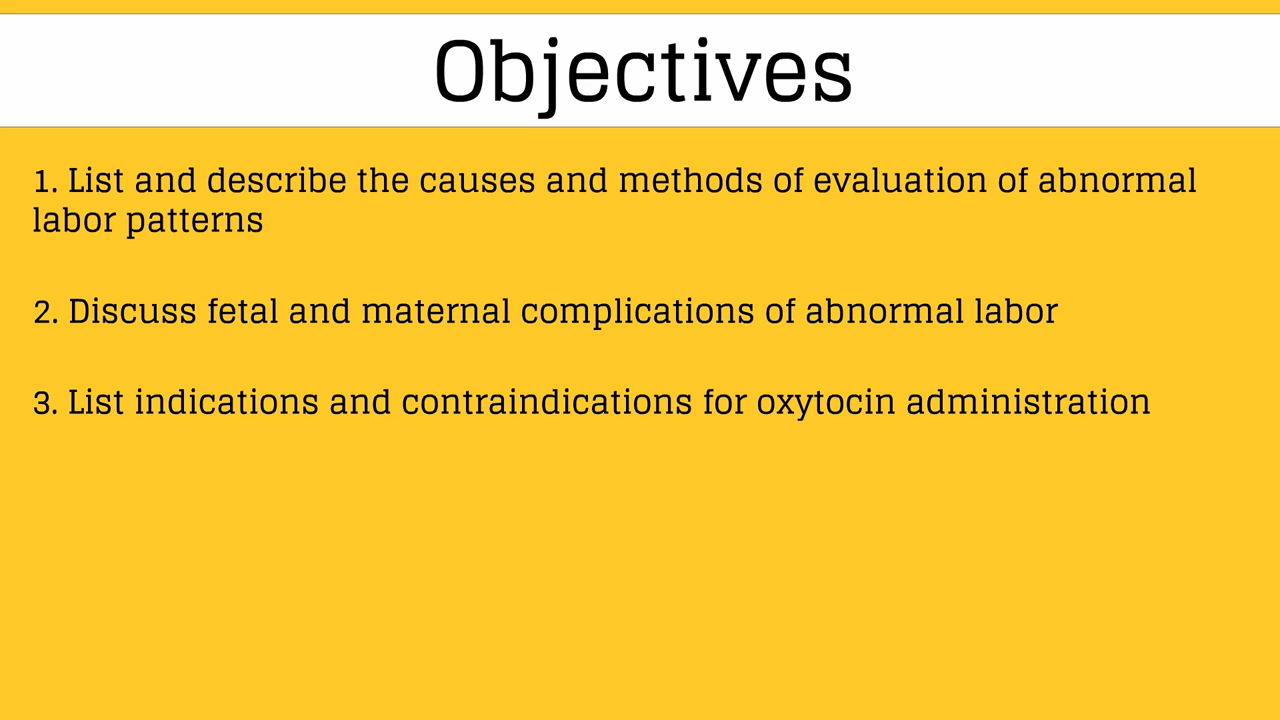 Objectives
1. List and describe the causes and methods of evaluation of abnormal
labor patterns
2. Discuss fetal and maternal complications of abnormal labor
3. List indications and contraindications for oxytocin administration